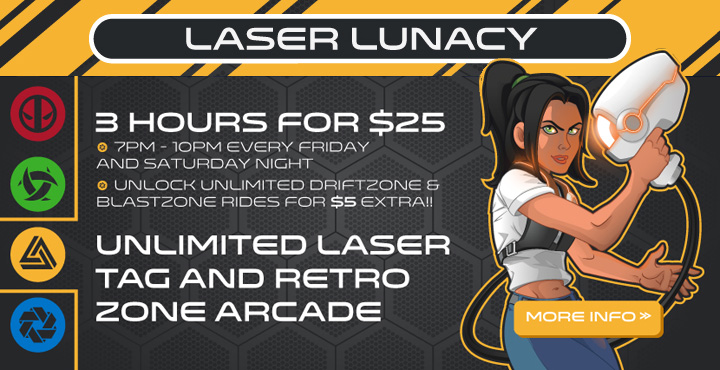 LASER LUNACY
3 HOURS FOR $25
7PM - 10PM EVERY FRIDAY
AND SATURDAY NIGHT
UNLOCK UNLIMITED DRIFTZONE &
BLASTZONE RIDES FOR $5 EXTRA!!
UNLIMITED LASER
TAG AND RETRO
ZONE ARCADE
MORE INFO »